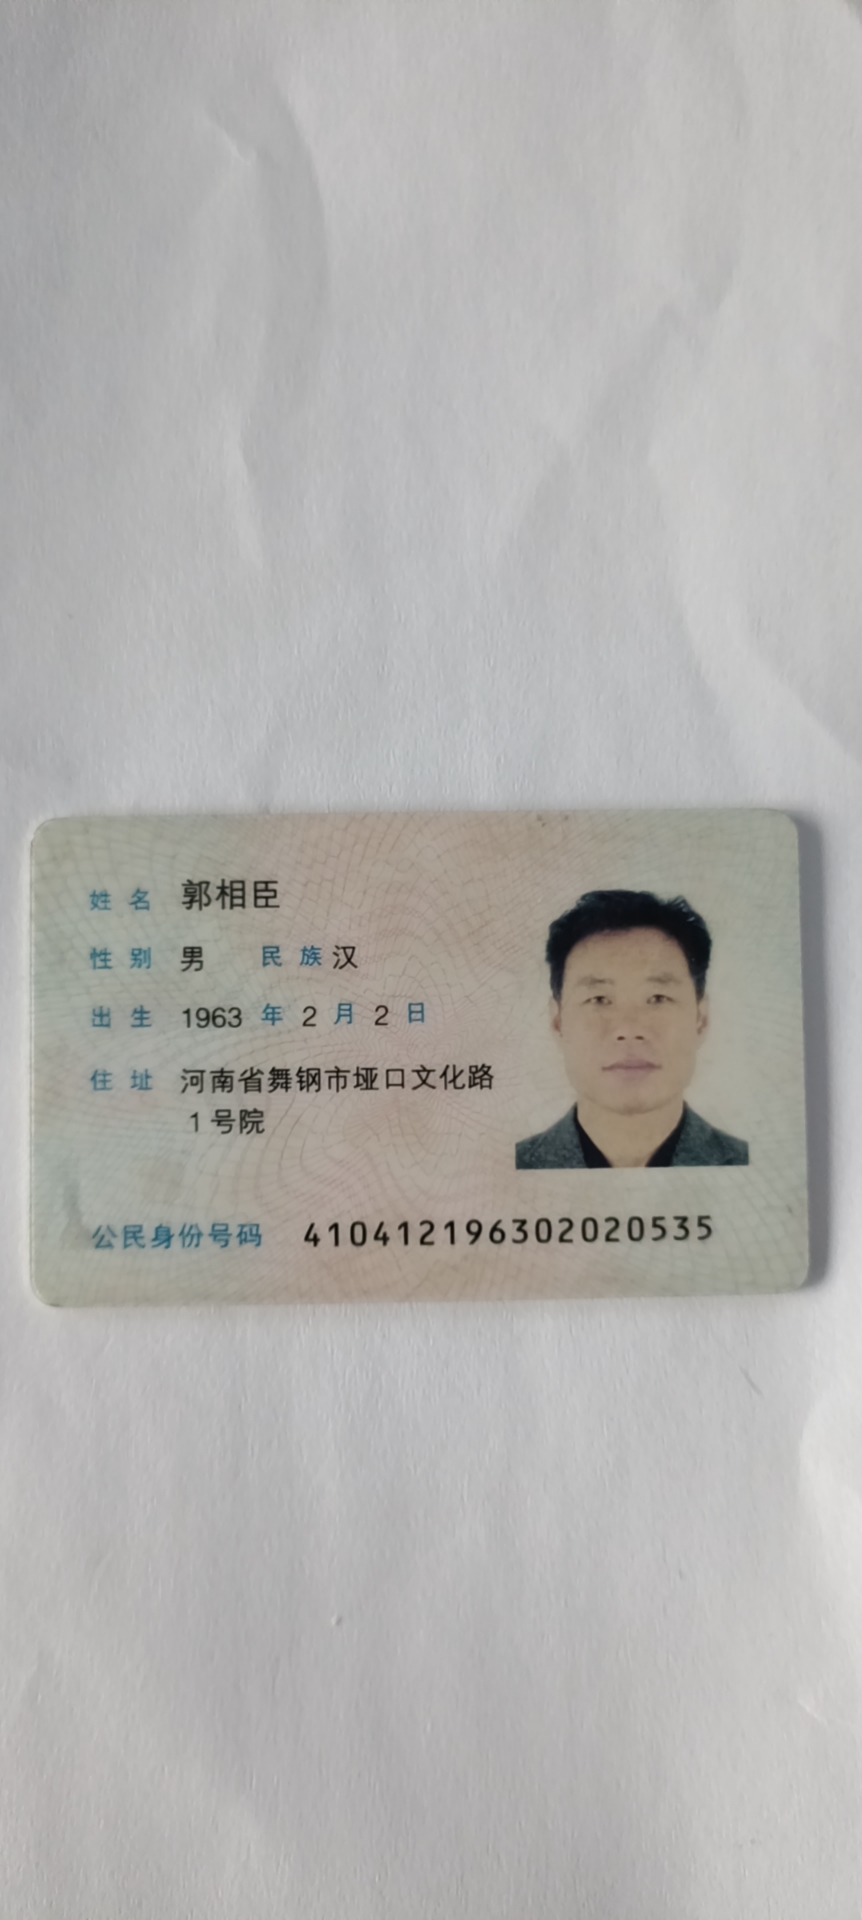 姓名 郭相臣
性别 男 民族 汉
出生 1963 年 2 月 2 日
住址 河南省舞钢市垭口文化路
1号院
公民身份号码 410412196302020535